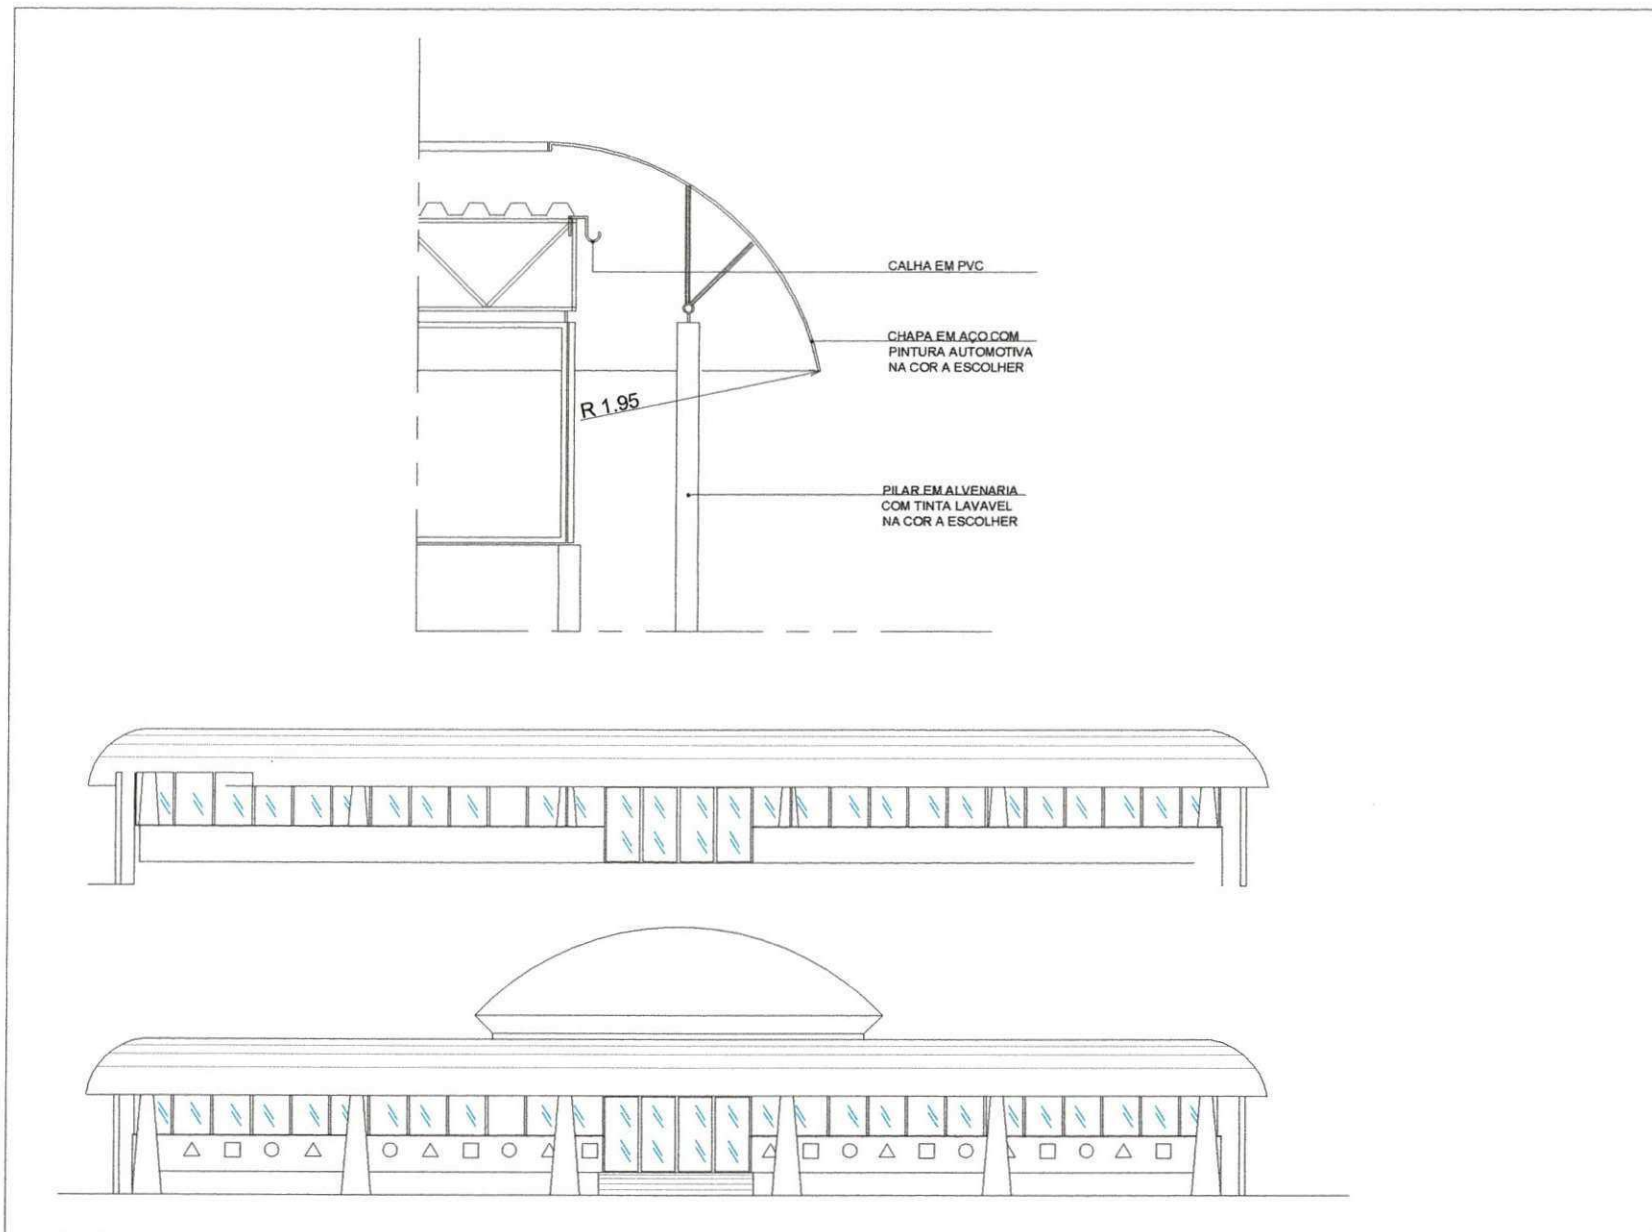 CALHA EM PVC
CHAPA EM AÇO COM
PINTURA AUTOMOTIVA
NA COR A ESCOLHER
R 1.95
PILAR EM ALVENARIA
COM TINTA LAVAVEL
NA COR A ESCOLHER